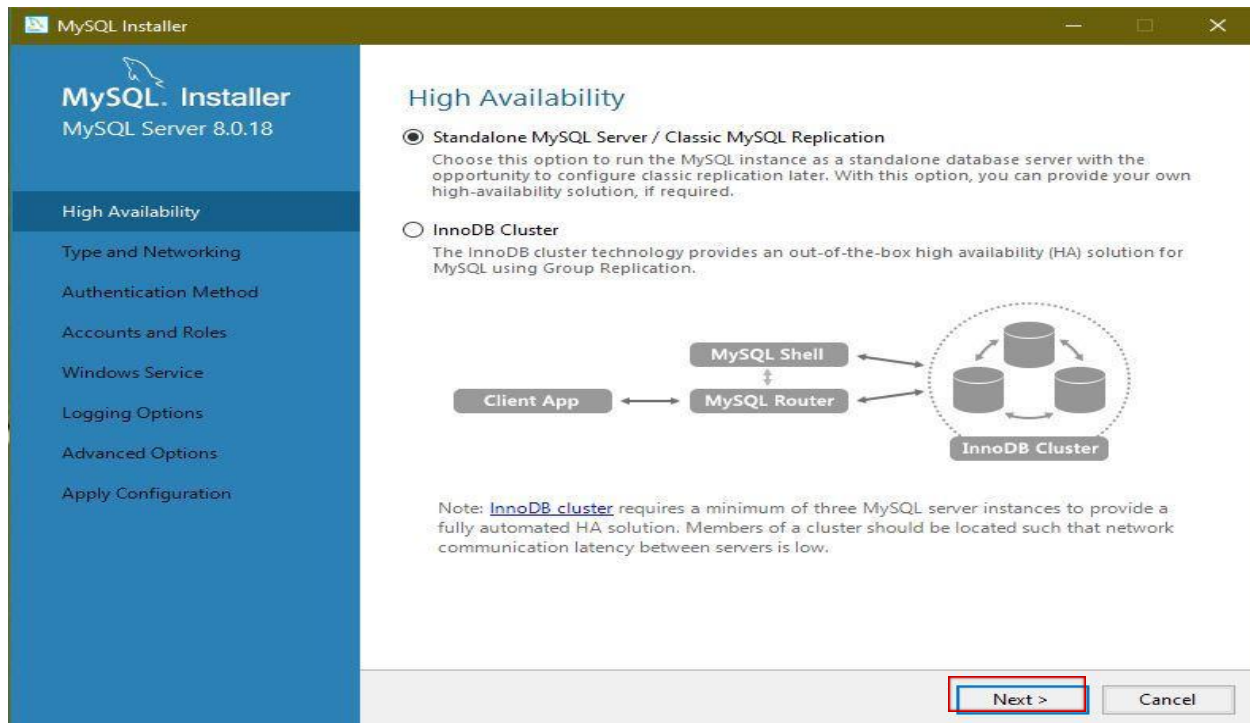 MySQL Installer
MySQL. Installer
MySQL Server 8.0.18
High Availability
Type and Networking
Authentication Method
Accounts and Roles
Windows Service
Logging Options
Advanced Options
Apply Configuration
High Availability
Standalone MySQL Server / Classic MySQL Replication
Choose this option to run the MySQL instance as a standalone database server with the
opportunity to configure classic replication later. With this option, you can provide your own
high-availability solution, if required.
InnoDB Cluster
The InnoDB cluster technology provides an out-of-the-box high availability (HA) solution for
MySQL using Group Replication.
MySQL Shell
Client App
MySQL Router
InnoDB Cluster
Note: InnoDB cluster requires a minimum of three MySQL server instances to provide a
fully automated HA solution. Members of a cluster should be located such that network
communication latency between servers is low.
Next >
Cancel